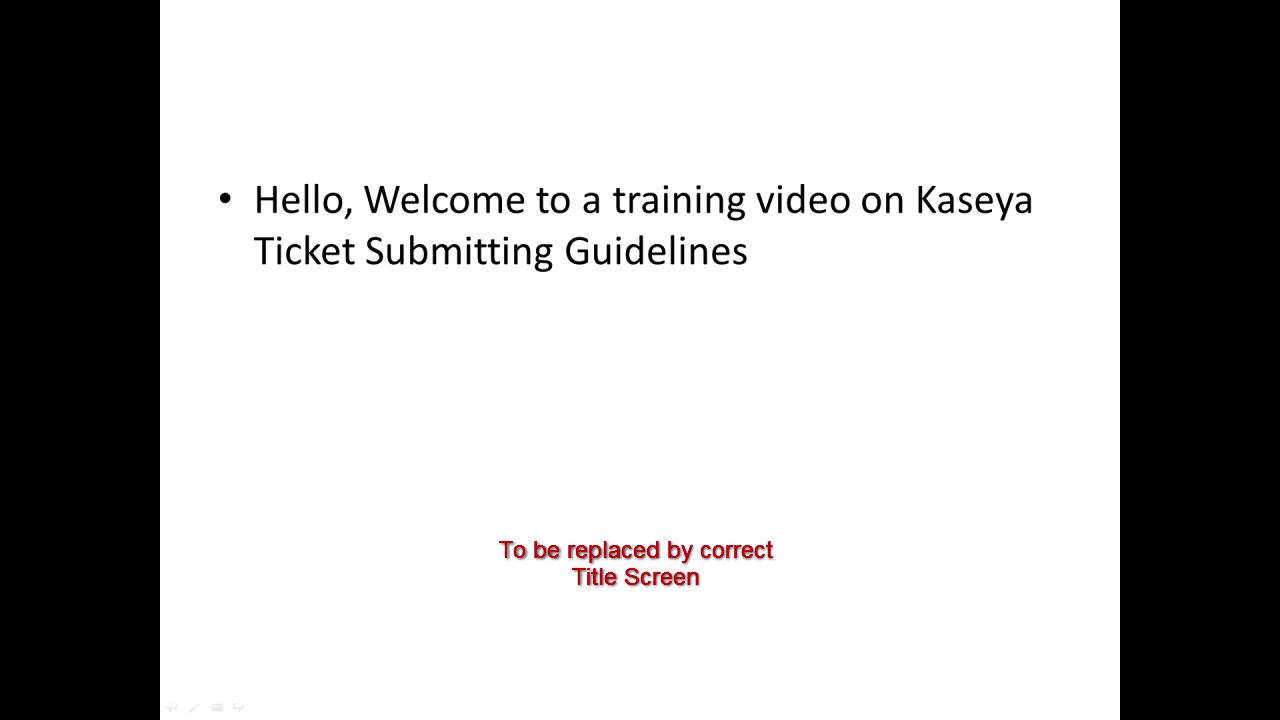 • Hello, Welcome to a training video on Kaseya
Ticket Submitting Guidelines
To be replaced by correct
Title Screen